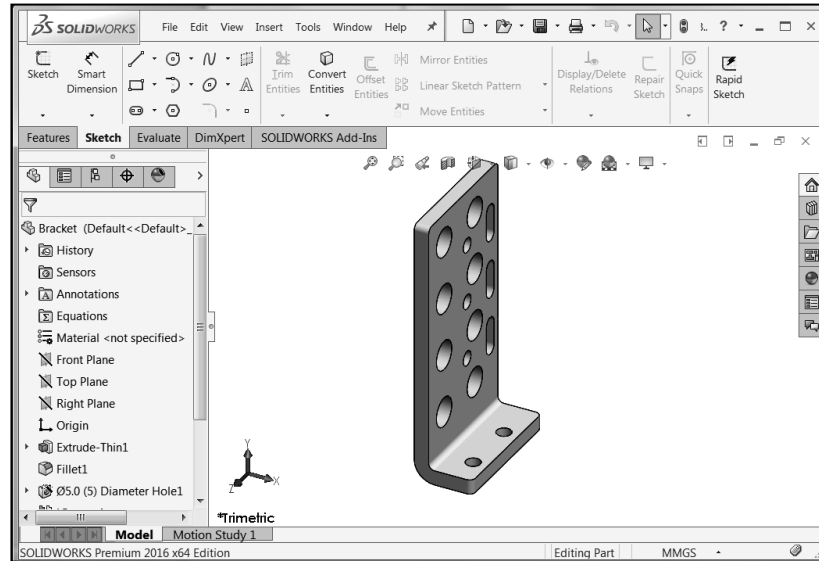 SOLIDWORKS File Edit View Insert Tools Window Help ?
Sketch Smart Dimension Trim Entities Convert Entities Offset Entities Mirror Entities Linear Sketch Pattern Move Entities Display/Delete Relations Repair Sketch Quick Snaps Rapid Sketch
Features Sketch Evaluate DimXpert SOLIDWORKS Add-Ins
Bracket (Default<<Default>_
History
Sensors
Annotations
Equations
Material <not specified>
Front Plane
Top Plane
Right Plane
Origin
Extrude-Thin1
Fillet1
Ø5.0 (5) Diameter Hole1
Y
Z X
*Trimetric
Model Motion Study 1
SOLIDWORKS Premium 2016 x64 Edition Editing Part MMGS